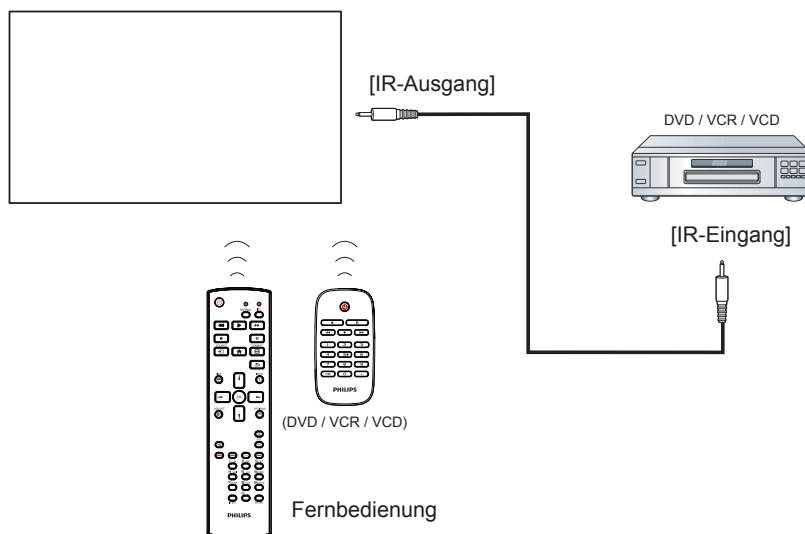 [IR-Ausgang]
DVD / VCR / VCD
[IR-Eingang]
PHILIPS
(DVD / VCR / VCD)
Fernbedienung
PHILIPS